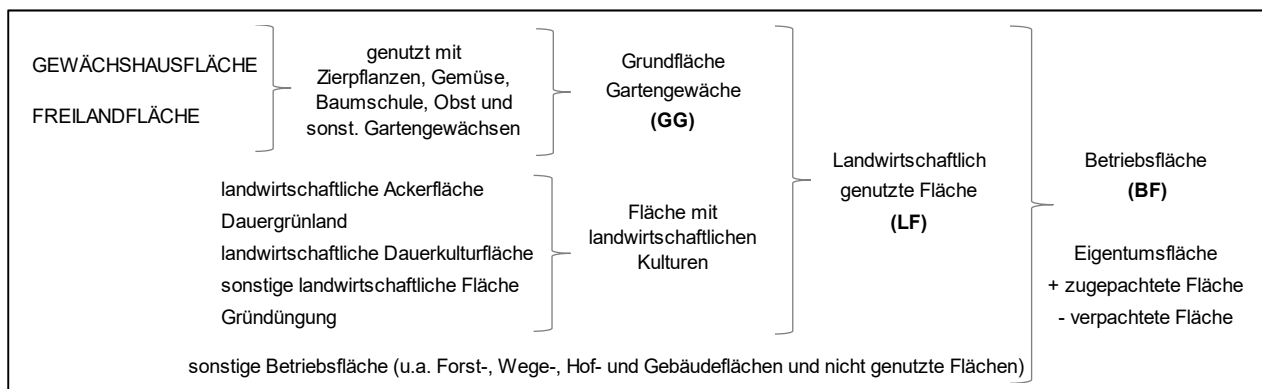 GEWÄCHSHAUSFLÄCHE
FREILANDFLÄCHE
genutzt mit
Zierpflanzen, Gemüse,
Baumschule, Obst und
sonst. Gartengewächsen
Grundfläche
Gartengewäche
(GG)
landwirtschaftliche Ackerfläche
Dauergrünland
landwirtschaftliche Dauerkulturfläche
sonstige landwirtschaftliche Fläche
Gründüngung
Fläche mit
landwirtschaftlichen
Kulturen
Landwirtschaftlich
genutzte Fläche
(LF)
sonstige Betriebsfläche (u.a. Forst-, Wege-, Hof- und Gebäudeflächen und nicht genutzte Flächen)
Betriebsfläche
(BF)
Eigentumsfläche
+ zugepachtete Fläche
- verpachtete Fläche